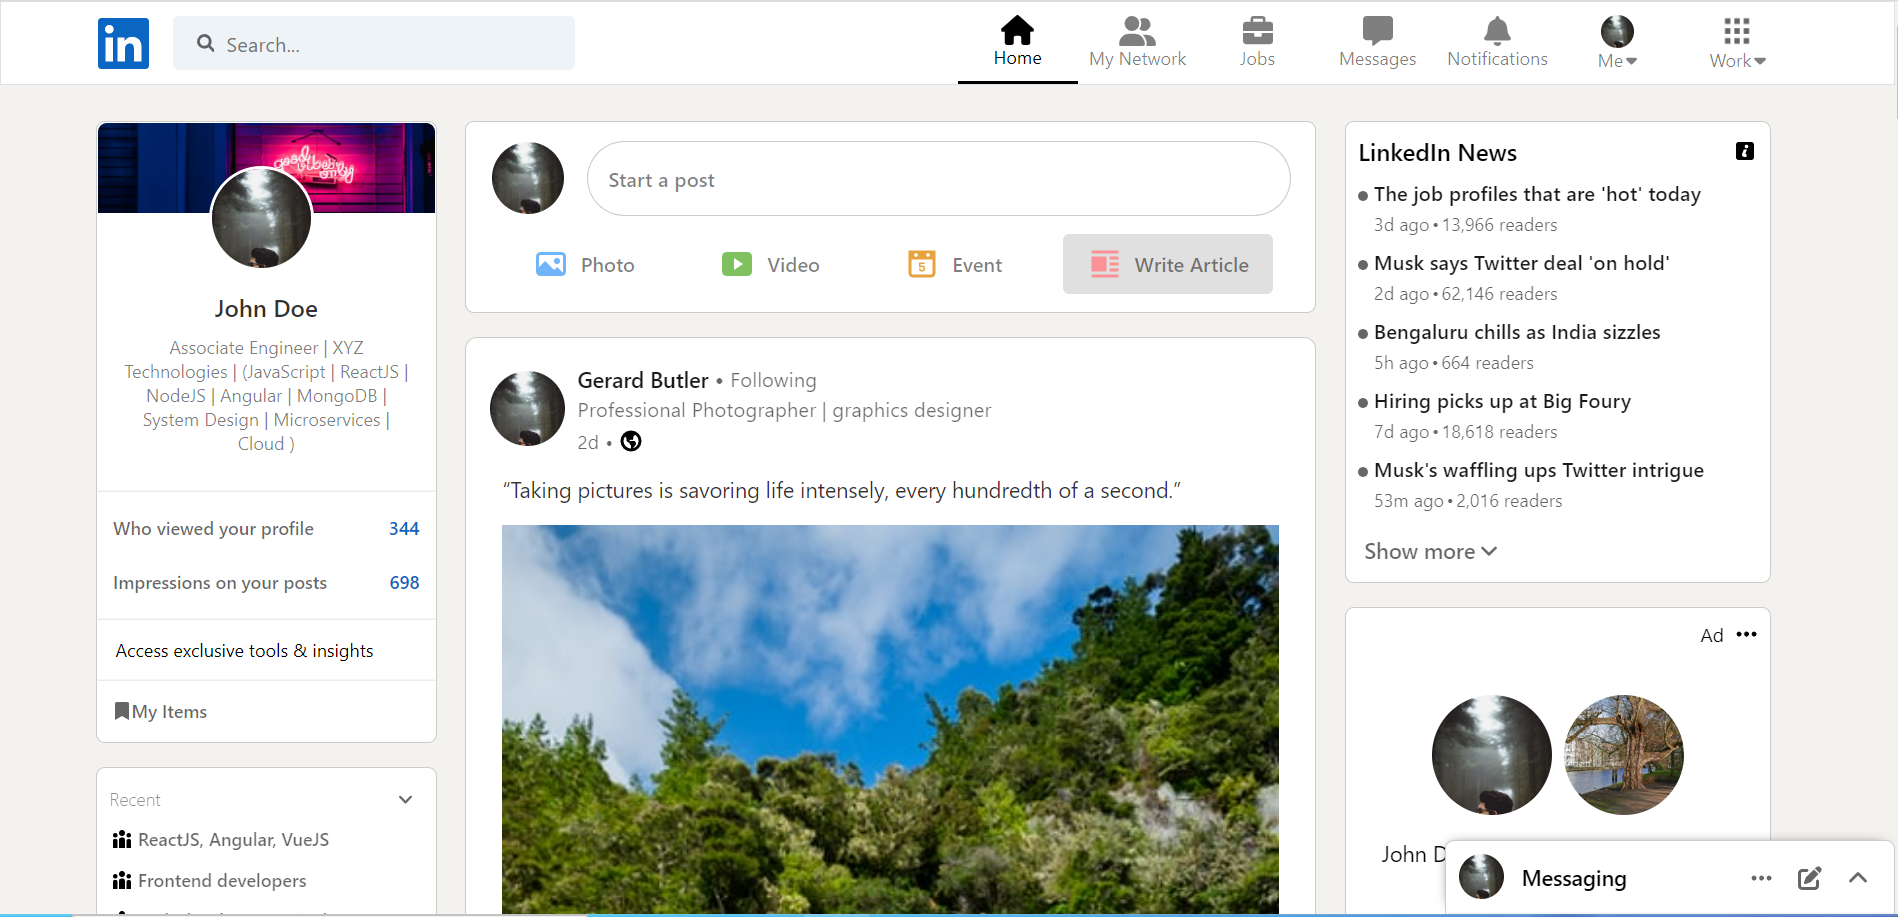 in
Search...
Home
My Network
Jobs
Messages
Notifications
Me
Work
good vibes only
John Doe
Associate Engineer | XYZ
Technologies | (JavaScript | ReactJS |
NodeJS | Angular | MongoDB |
System Design | Microservices |
Cloud )
Who viewed your profile 344
Impressions on your posts 698
Access exclusive tools & insights
My Items
Recent
ReactJS, Angular, VueJS
Frontend developers
Start a post
Photo
Video
5
Event
Write Article
Gerard Butler • Following
Professional Photographer | graphics designer
2d •
“Taking pictures is savoring life intensely, every hundredth of a second.”
LinkedIn News
i
The job profiles that are 'hot' today
3d ago • 13,966 readers
Musk says Twitter deal 'on hold'
2d ago • 62,146 readers
Bengaluru chills as India sizzles
5h ago • 664 readers
Hiring picks up at Big Foury
7d ago • 18,618 readers
Musk's waffling ups Twitter intrigue
53m ago • 2,016 readers
Show more
Ad •••
John D
Messaging